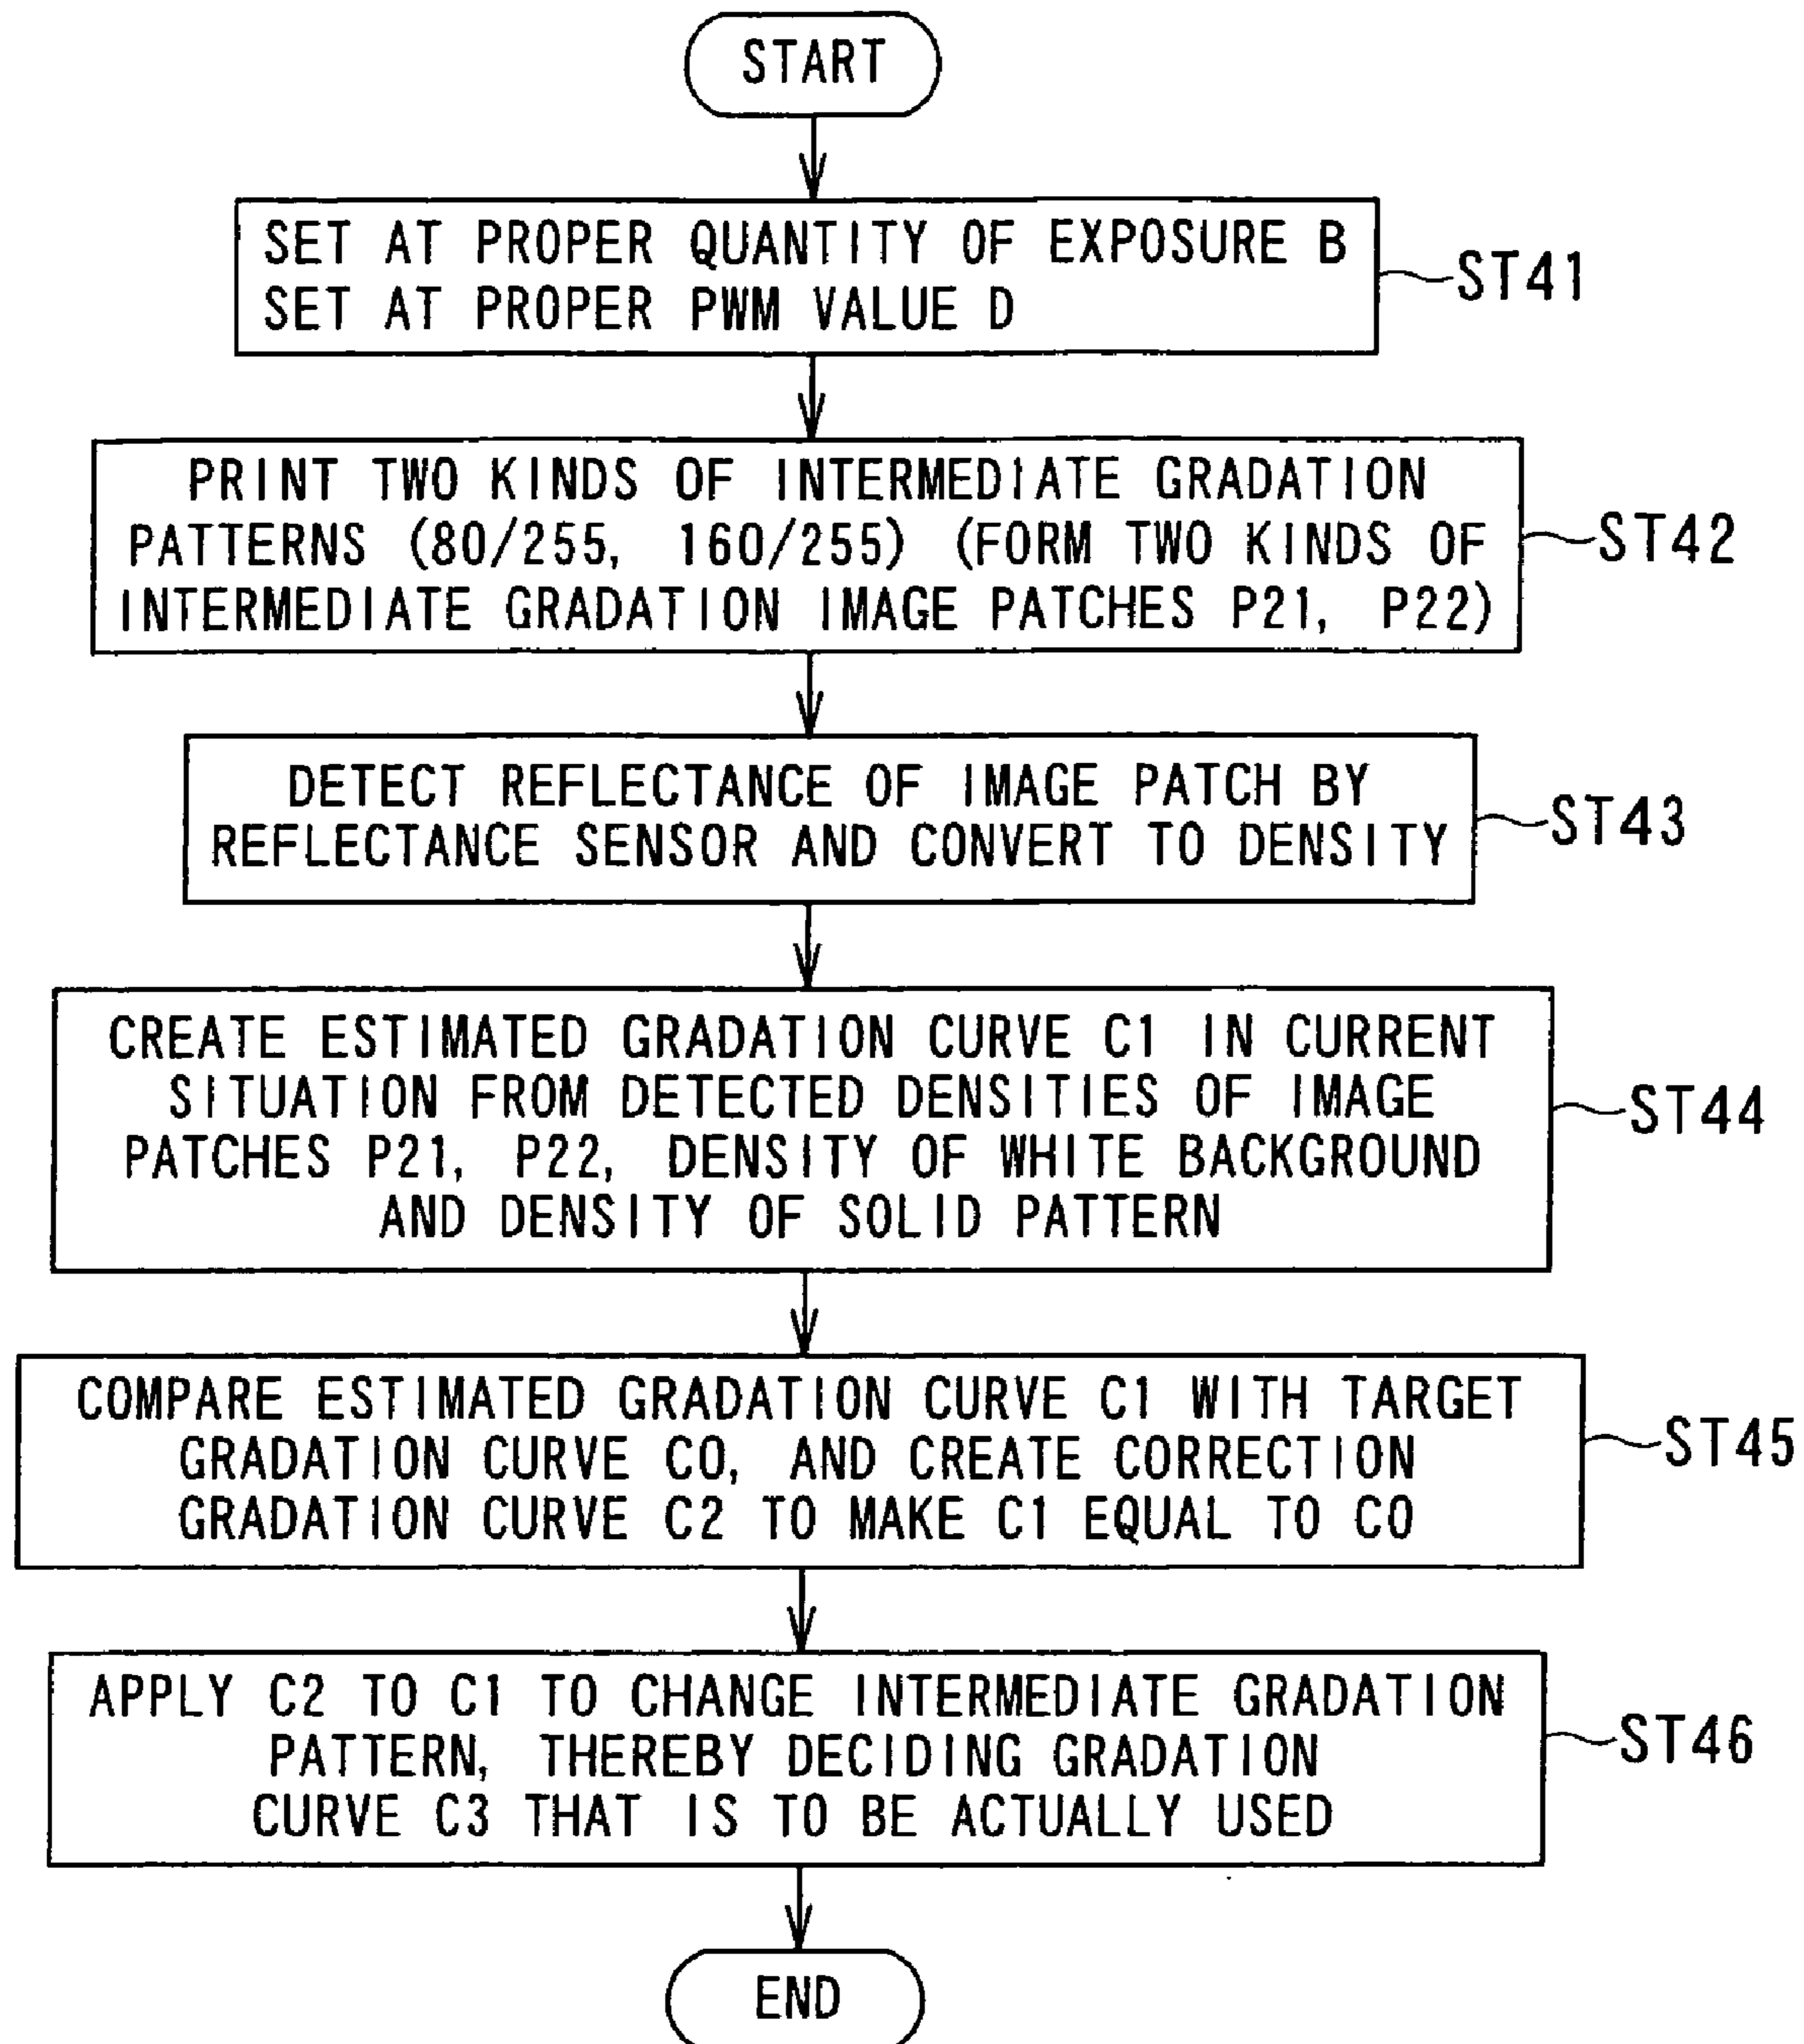 START
SET AT PROPER QUANTITY OF EXPOSURE B
SET AT PROPER PWM VALUE D
ST41
PRINT TWO KINDS OF INTERMEDIATE GRADATION
PATTERNS (80/255, 160/255) (FORM TWO KINDS OF
INTERMEDIATE GRADATION IMAGE PATCHES P21, P22)
ST42
DETECT REFLECTANCE OF IMAGE PATCH BY
REFLECTANCE SENSOR AND CONVERT TO DENSITY
ST43
CREATE ESTIMATED GRADATION CURVE C1 IN CURRENT
SITUATION FROM DETECTED DENSITIES OF IMAGE
PATCHES P21, P22, DENSITY OF WHITE BACKGROUND
AND DENSITY OF SOLID PATTERN
ST44
COMPARE ESTIMATED GRADATION CURVE C1 WITH TARGET
GRADATION CURVE C0, AND CREATE CORRECTION
GRADATION CURVE C2 TO MAKE C1 EQUAL TO C0
ST45
APPLY C2 TO C1 TO CHANGE INTERMEDIATE GRADATION
PATTERN, THEREBY DECIDING GRADATION
CURVE C3 THAT IS TO BE ACTUALLY USED
ST46
END